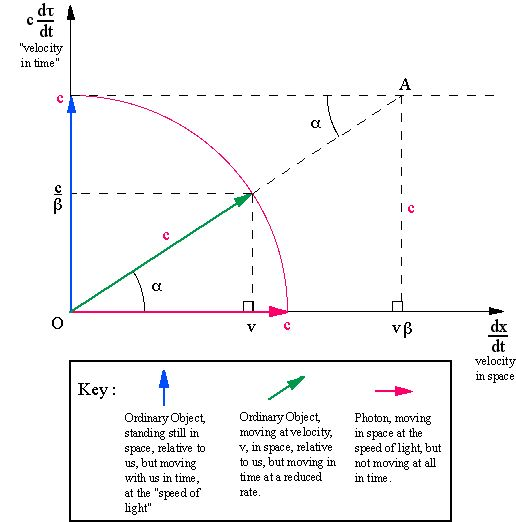 c dτ/dt
"velocity
in time"
c
A
α
c/β
c
c
α
O
v
c
vβ
dx/dt
velocity
in space
Key :
Ordinary Object,
standing still in
space, relative to
us, but moving
with us in time,
at the "speed of
light"
Ordinary Object,
moving at velocity,
v, in space, relative
to us, but moving in
time at a reduced
rate.
Photon, moving
in space at the
speed of light, but
not moving at all
in time.